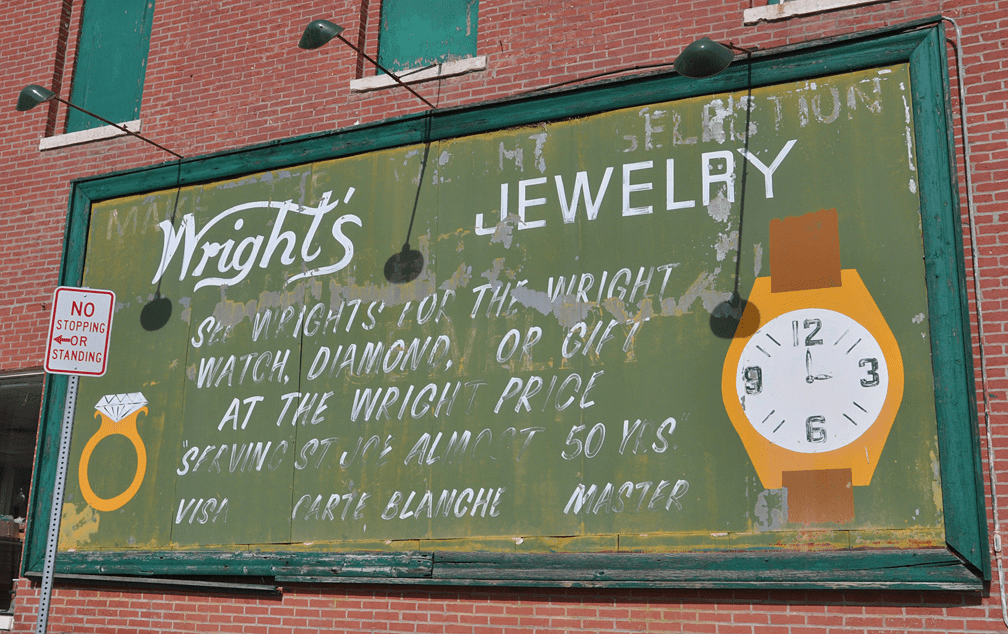 SELECTION
Wright's
JEWELRY
SEE WRIGHTS FOR THE WRIGHT
WATCH, DIAMOND, OR GIFT
AT THE WRIGHT PRICE
"SERVING ST. JOE ALMOST 50 YRS."
VISA CARTE BLANCHE MASTER
12
9 3
6
NO
STOPPING
OR
STANDING